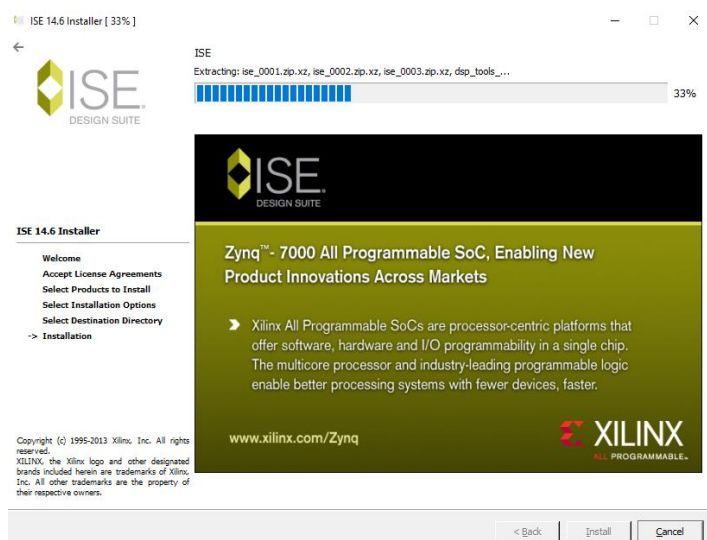 ISE 14.6 Installer [ 33% ]
ISE.
DESIGN SUITE
ISE
Extracting: ise_0001.zip.xz, ise_0002.zip.xz, ise_0003.zip.xz, dsp_tools_...
33%
ISE 14.6 Installer
Welcome
Accept License Agreements
Select Products to Install
Select Installation Options
Select Destination Directory
-> Installation
Copyright (c) 1995-2013 Xilinx, Inc. All rights
reserved.
XILINX, the Xilinx logo and other designated
brands included herein are trademarks of Xilinx,
Inc. All other trademarks are the property of
their respective owners.
ISE.
DESIGN SUITE
Zynq™- 7000 All Programmable SoC, Enabling New
Product Innovations Across Markets
Xilinx All Programmable SoCs are processor-centric platforms that
offer software, hardware and I/O programmability in a single chip.
The multicore processor and industry-leading programmable logic
enable better processing systems with fewer devices, faster.
www.xilinx.com/Zynq
XILINX
ALL PROGRAMMABLE.
< Back
Install
Cancel